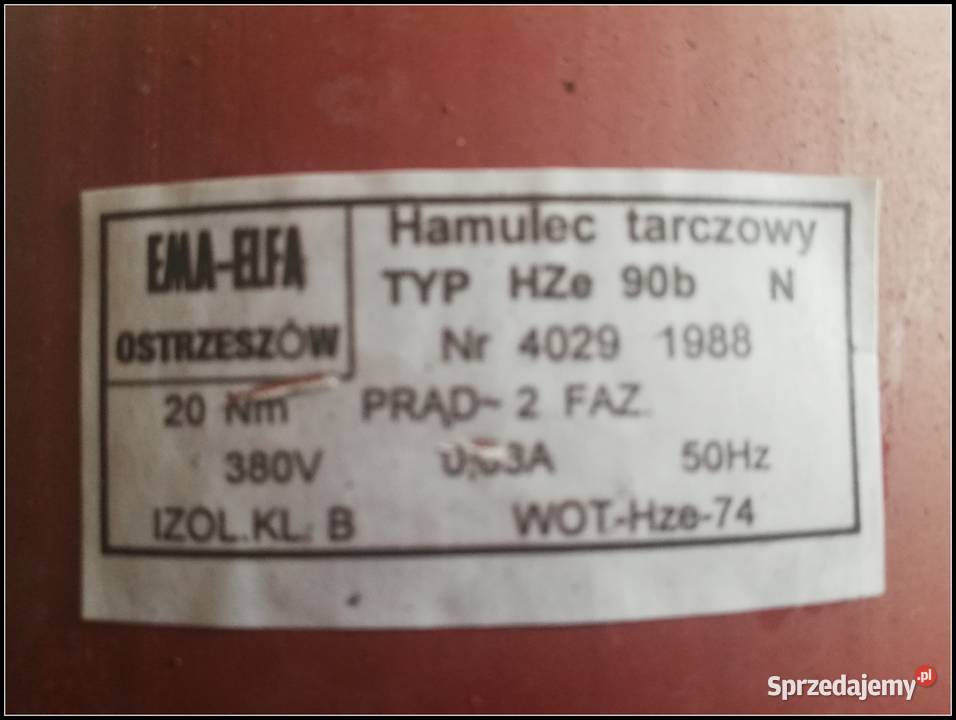 EMA-ELFA
OSTRZESZÓW
Hamulec tarczowy
TYP HZe 90b N
Nr 4029 1988
20 Nm PRĄD~ 2 FAZ.
380V 50Hz
IZOL.KL. B WOT.-Hze-74
Sprzedajemy.pl